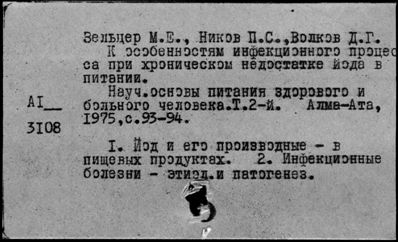 Зельцер М.Е., Ников П.С.,Волков Д.Г.
К особенностям инфекционного процес-
са при хроническом недостатке йода в
питании.
Науч.основы питания здорового и
больного человека.Т.2-й. Алма-Ата,
1975,с.93-94.
AI__
3108
1. Йод и его производные - в
пищевых продуктах. 2. Инфекционные
болезни - этиол.и патогенез.